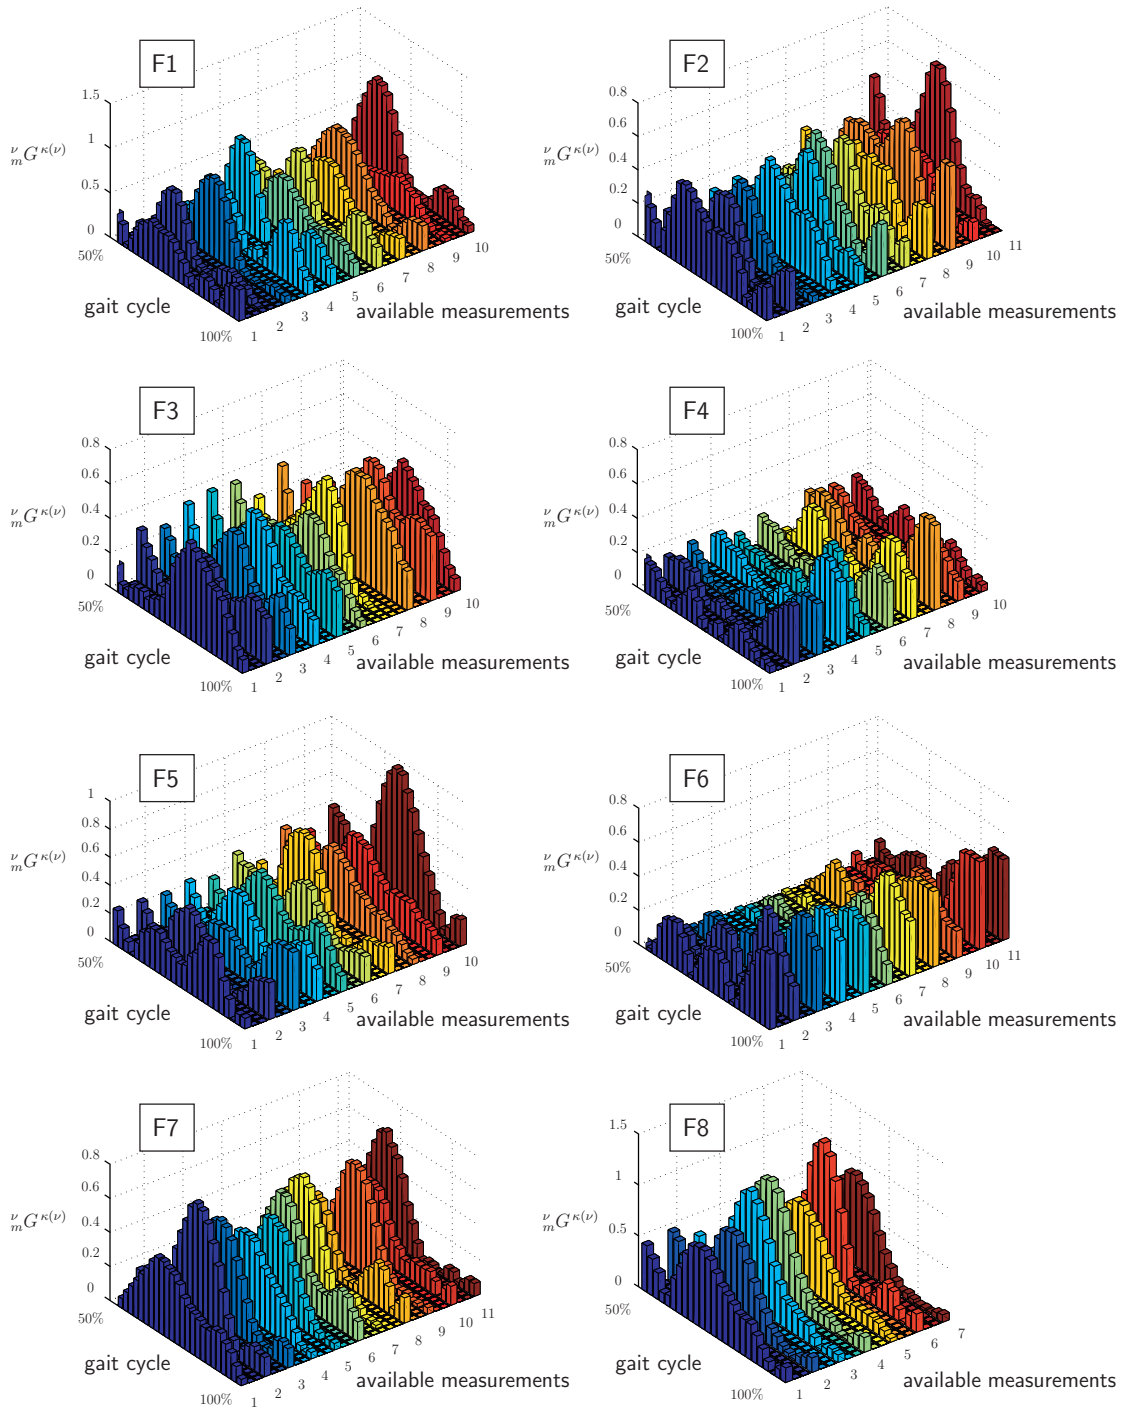 F1
1.5
1
0.5
0
ν m G κ(ν)
50%
gait cycle
100%
1 2 3 4 5 6 7 8 9 10
available measurements
F2
0.8
0.6
0.4
0.2
0
ν m G κ(ν)
50%
gait cycle
100%
1 2 3 4 5 6 7 8 9 10 11
available measurements
F3
0.8
0.6
0.4
0.2
0
ν m G κ(ν)
50%
gait cycle
100%
1 2 3 4 5 6 7 8 9 10
available measurements
F4
0.8
0.6
0.4
0.2
0
ν m G κ(ν)
50%
gait cycle
100%
1 2 3 4 5 6 7 8 9 10
available measurements
F5
1
0.8
0.6
0.4
0.2
0
ν m G κ(ν)
50%
gait cycle
100%
1 2 3 4 5 6 7 8 9 10
available measurements
F6
0.8
0.6
0.4
0.2
0
ν m G κ(ν)
50%
gait cycle
100%
1 2 3 4 5 6 7 8 9 10 11
available measurements
F7
0.8
0.6
0.4
0.2
0
ν m G κ(ν)
50%
gait cycle
100%
1 2 3 4 5 6 7 8 9 10 11
available measurements
F8
1.5
1
0.5
0
ν m G κ(ν)
50%
gait cycle
100%
1 2 3 4 5 6 7
available measurements